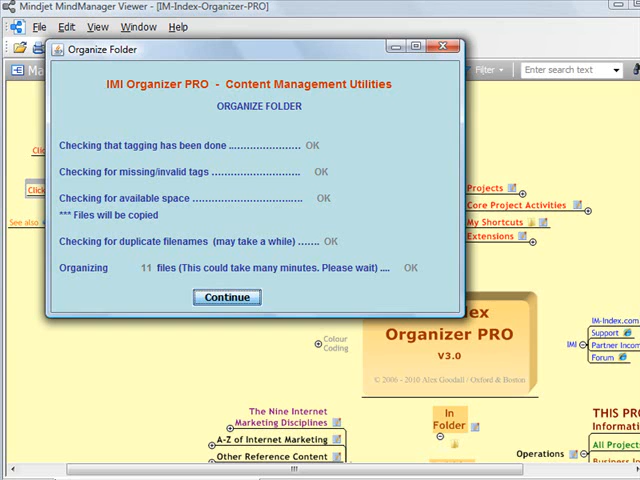 Mindjet MindManager Viewer - [IM-Index-Organizer-PRO]
File Edit View Window Help
Organize Folder
Filter
Enter search text
IMI Organizer PRO - Content Management Utilities
ORGANIZE FOLDER
Checking that tagging has been done ........................ OK
Checking for missing/invalid tags .............................. OK
Checking for available space ..................................... OK
*** Files will be copied
Checking for duplicate filenames (may take a while) ....... OK
Organizing 11 files (This could take many minutes. Please wait) .... OK
Continue
See also
Projects
Core Project Activities
My Shortcuts
Extensions
Organizer PRO
V3.0
© 2006 - 2010 Alex Goodall / Oxford & Boston
Colour
Coding
IMI
IM-Index.com
Support
Partner Incom
Forum
The Nine Internet
Marketing Disciplines
A-Z of Internet Marketing
Other Reference Content
In
Folder
Operations
THIS PR
Informati
All Project